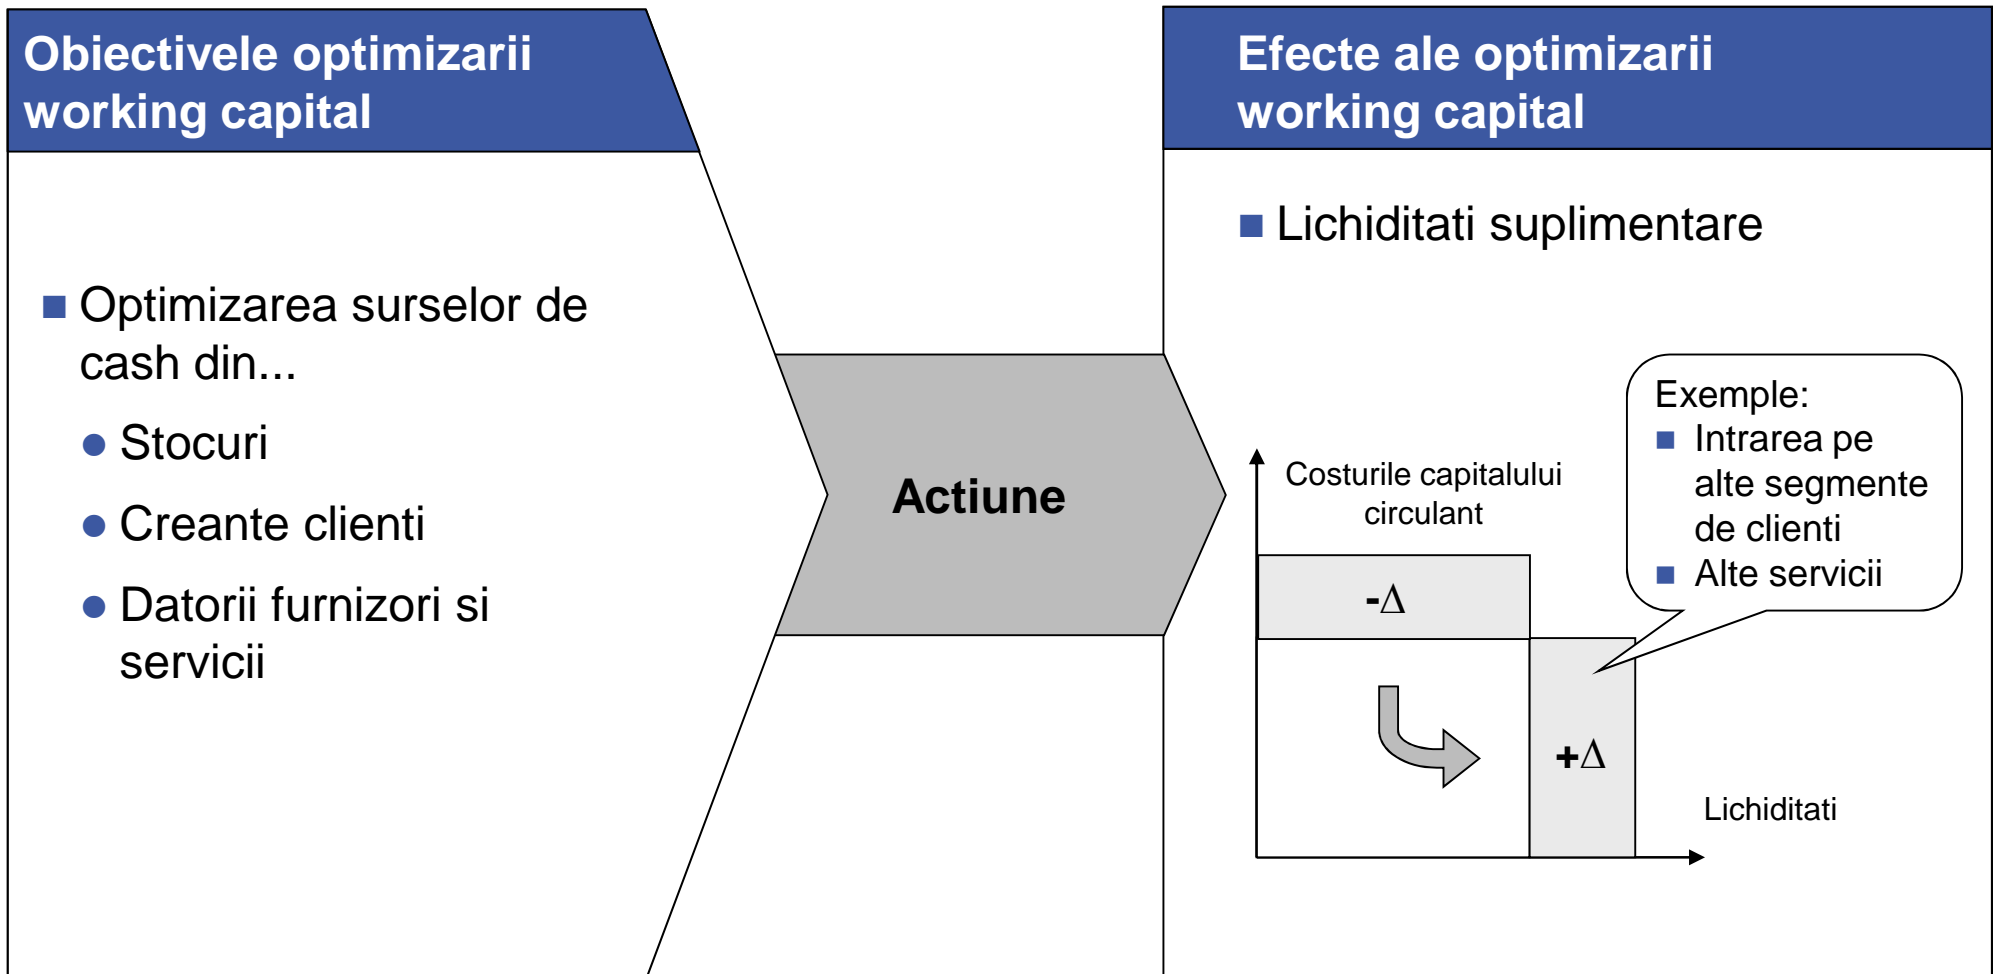 Obiectivele optimizarii
working capital
Optimizarea surselor de
cash din...
Stocuri
Creante clienti
Datorii furnizori si
servicii
Actiune
Efecte ale optimizarii
working capital
Lichiditati suplimentare
Exemple:
Intrarea pe
alte segmente
de clienti
Alte servicii
Costurile capitalului
circulant
-Δ
+Δ
Lichiditati